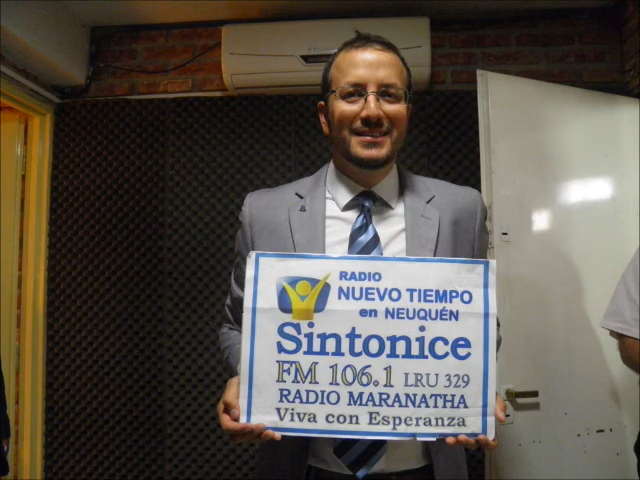 RADIO
NUEVO TIEMPO
en NEUQUÉN
Sintonice
FM 106.1 LRU 329
RADIO MARANATHA
Viva con Esperanza